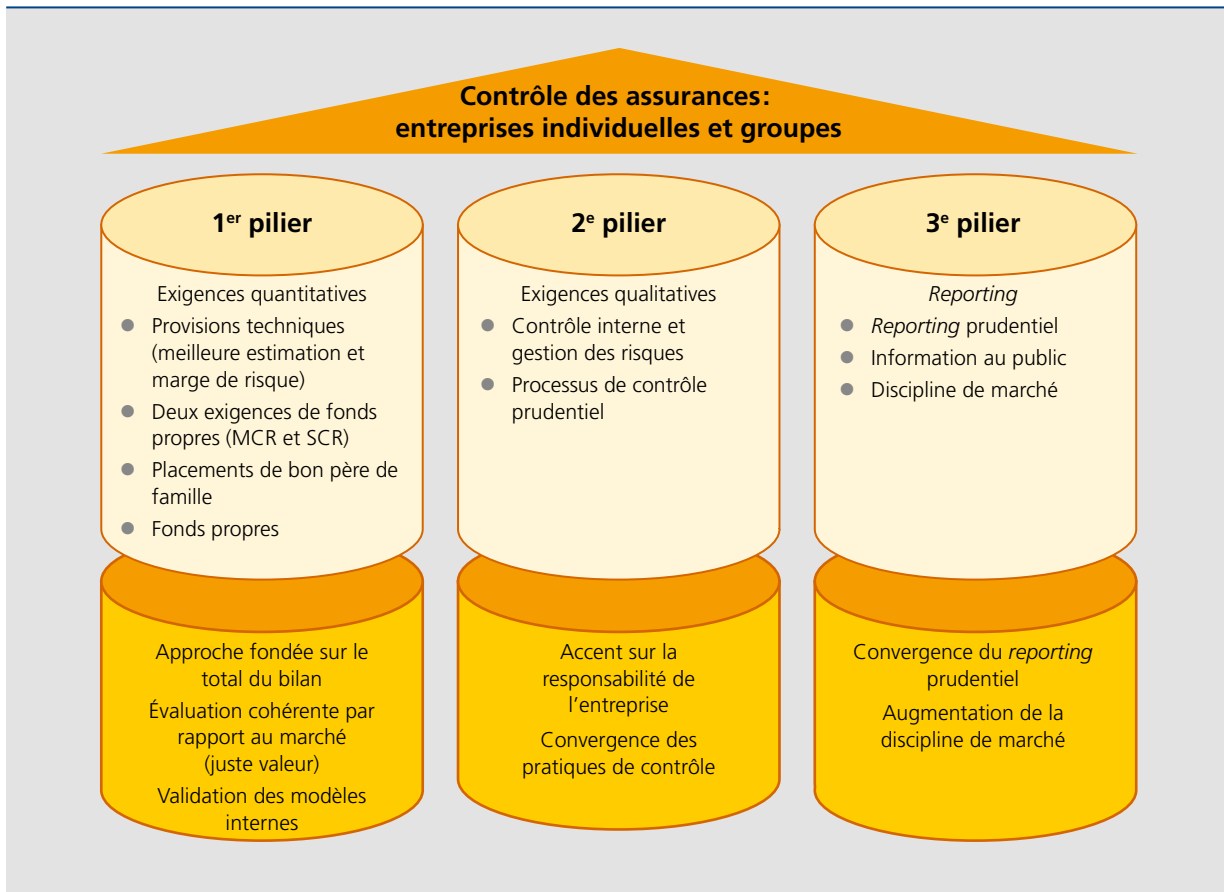 Contrôle des assurances:
entreprises individuelles et groupes
1er pilier
Exigences quantitatives
● Provisions techniques
(meilleure estimation et
marge de risque)
● Deux exigences de fonds
propres (MCR et SCR)
● Placements de bon père de
famille
● Fonds propres
Approche fondée sur le
total du bilan
Évaluation cohérente par
rapport au marché
(juste valeur)
Validation des modèles
internes
2e pilier
Exigences qualitatives
● Contrôle interne et
gestion des risques
● Processus de contrôle
prudentiel
Accent sur la
responsabilité de
l’entreprise
Convergence des
pratiques de contrôle
3e pilier
Reporting
● Reporting prudentiel
● Information au public
● Discipline de marché
Convergence du reporting
prudentiel
Augmentation de la
discipline de marché